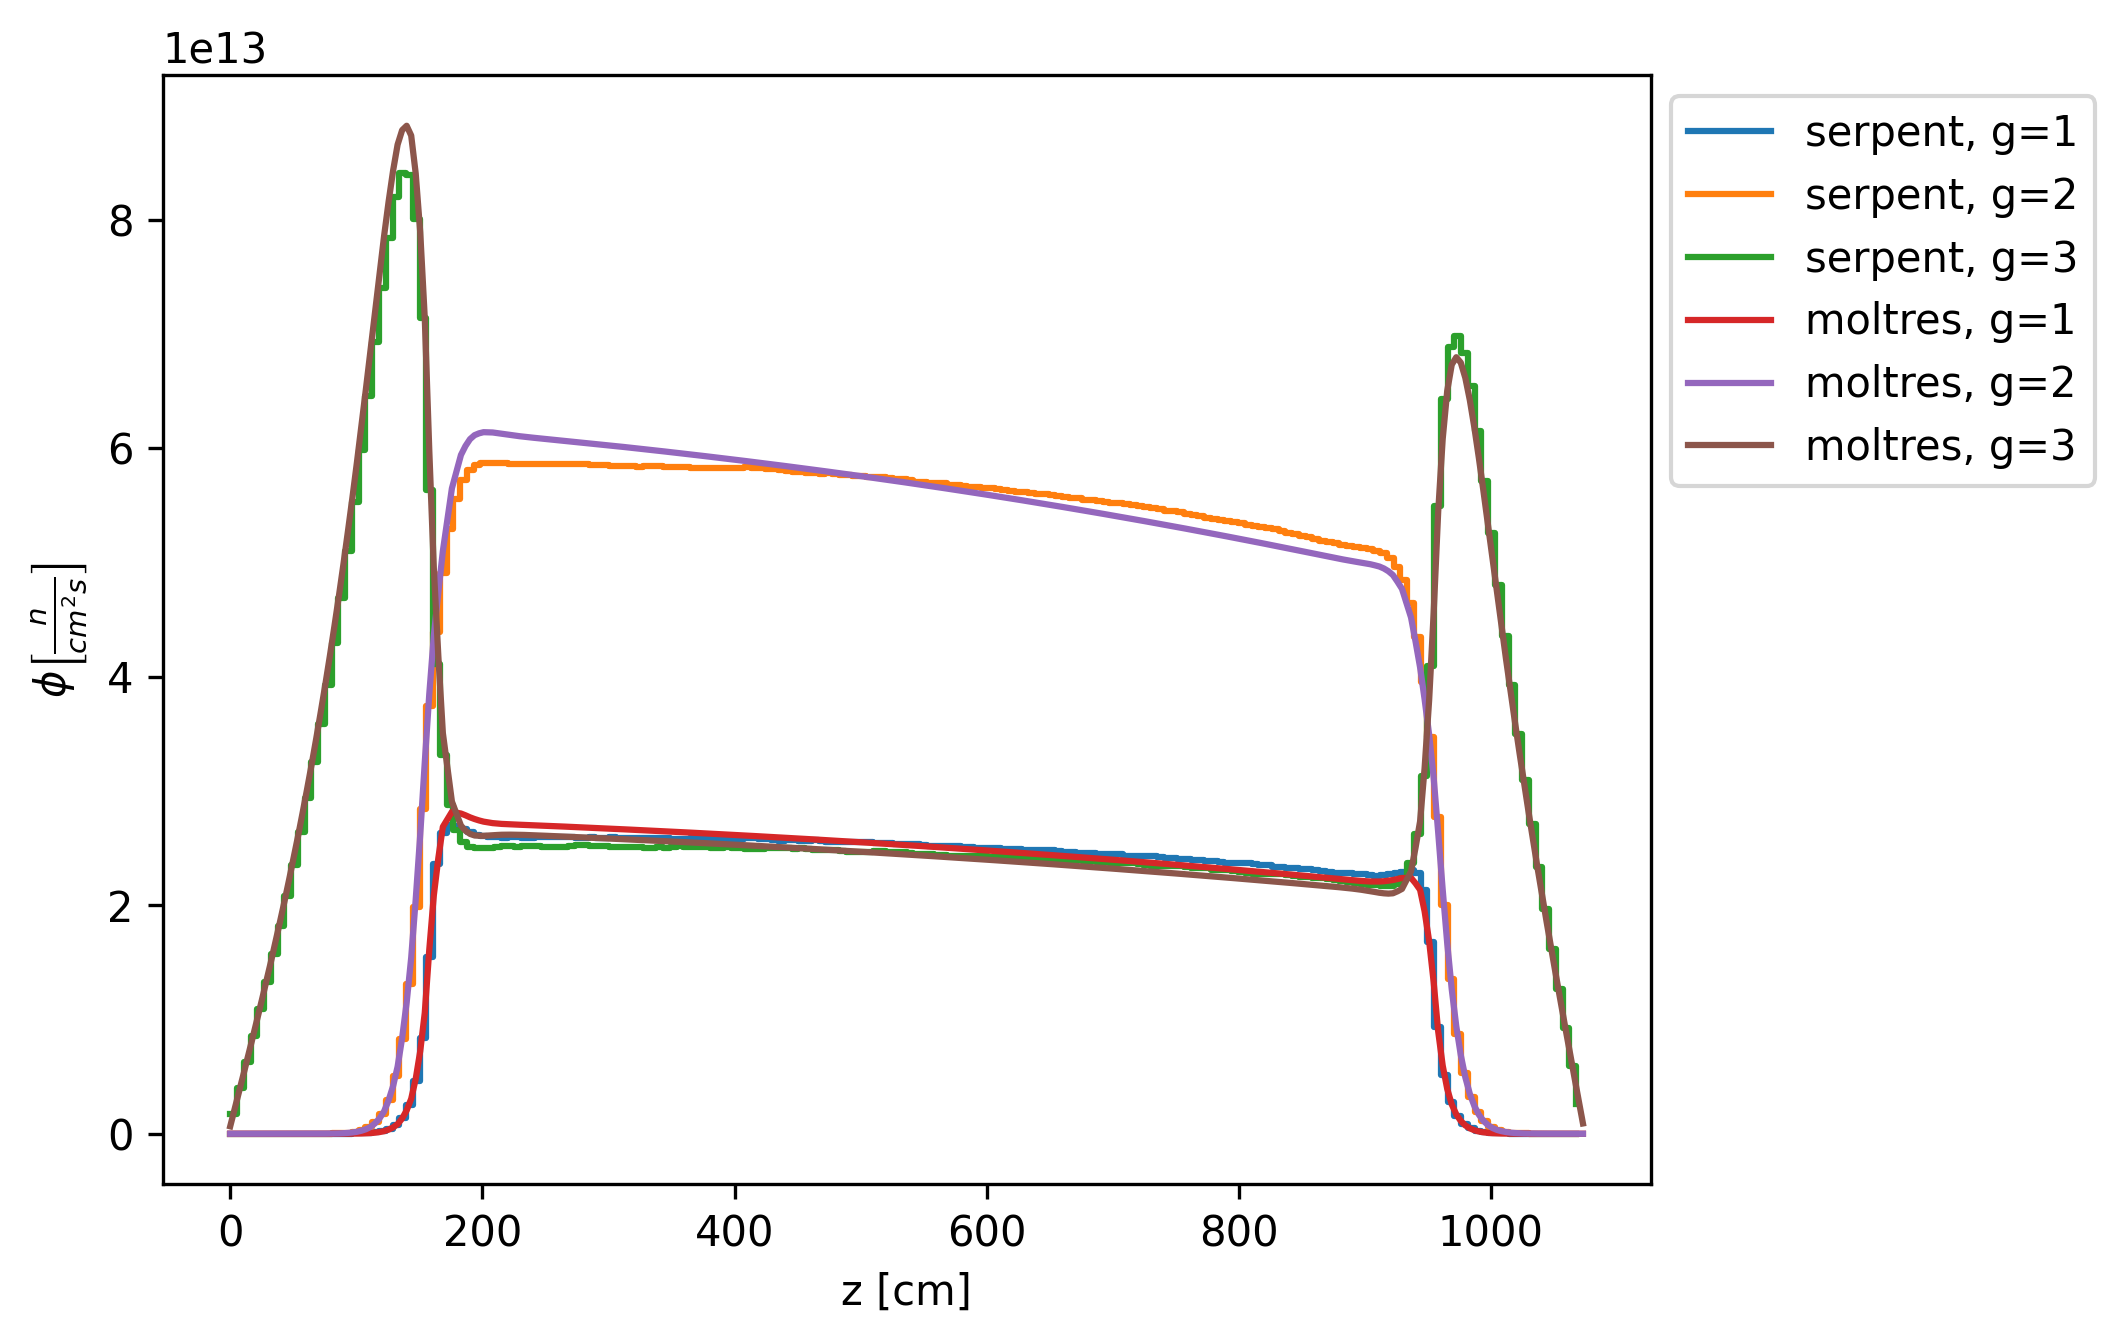 1e13
8
6
4
2
0
ϕ[n/cm²s]
0 200 400 600 800 1000
z [cm]
serpent, g=1
serpent, g=2
serpent, g=3
moltres, g=1
moltres, g=2
moltres, g=3